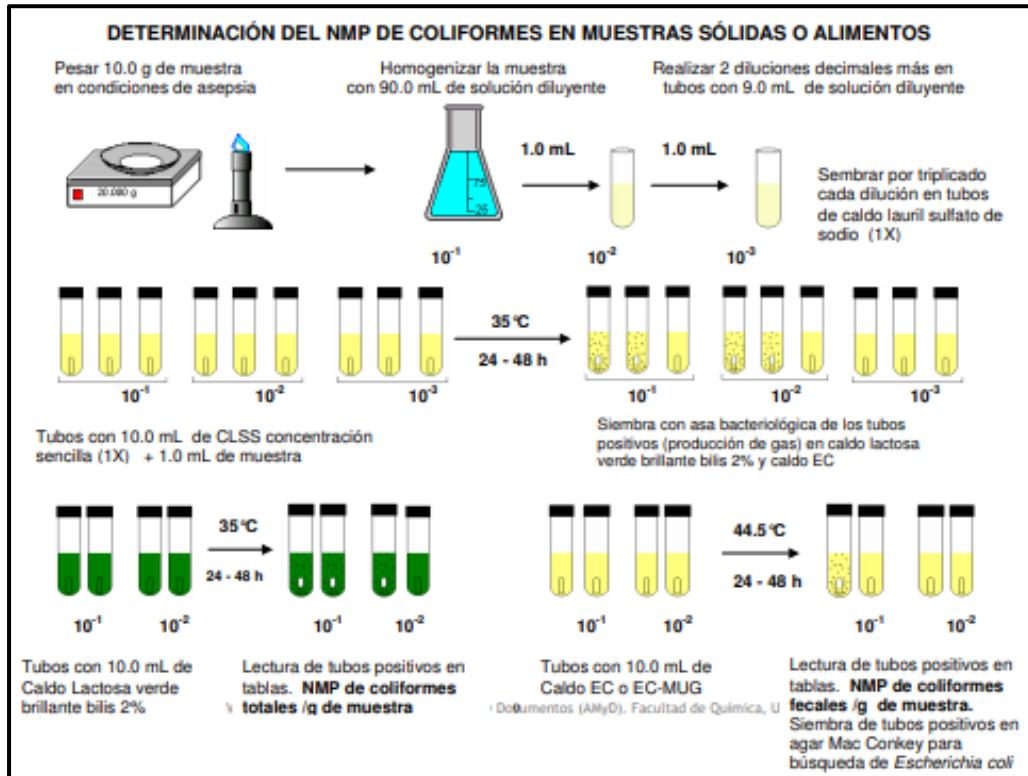 DETERMINACIÓN DEL NMP DE COLIFORMES EN MUESTRAS SÓLIDAS O ALIMENTOS
Pesar 10.0 g de muestra
en condiciones de asepsia
Homogenizar la muestra
con 90.0 mL de solución diluyente
Realizar 2 diluciones decimales más en
tubos con 9.0 mL de solución diluyente
20.000 g
75
25
1.0 mL
1.0 mL
Sembrar por triplicado
cada dilución en tubos
de caldo lauril sulfato de
sodio (1X)
10⁻¹
10⁻²
10⁻³
35°C
24 - 48 h
10⁻¹
10⁻²
10⁻³
10⁻¹
10⁻²
10⁻³
Tubos con 10.0 mL de CLSS concentración
sencilla (1X) + 1.0 mL de muestra
Siembra con asa bacteriológica de los tubos
positivos (producción de gas) en caldo lactosa
verde brillante bilis 2% y caldo EC
35°C
24 - 48 h
44.5°C
24 - 48 h
10⁻¹
10⁻²
10⁻¹
10⁻²
10⁻¹
10⁻²
10⁻¹
10⁻²
Tubos con 10.0 mL de
Caldo Lactosa verde
brillante bilis 2%
Lectura de tubos positivos en
tablas. NMP de coliformes
totales /g de muestra
Tubos con 10.0 mL de
Caldo EC o EC-MUG
(AMyD). Facultad de Química, U
Lectura de tubos positivos en
tablas. NMP de coliformes
fecales /g de muestra.
Siembra de tubos positivos en
agar Mac Conkey para
búsqueda de Escherichia coli